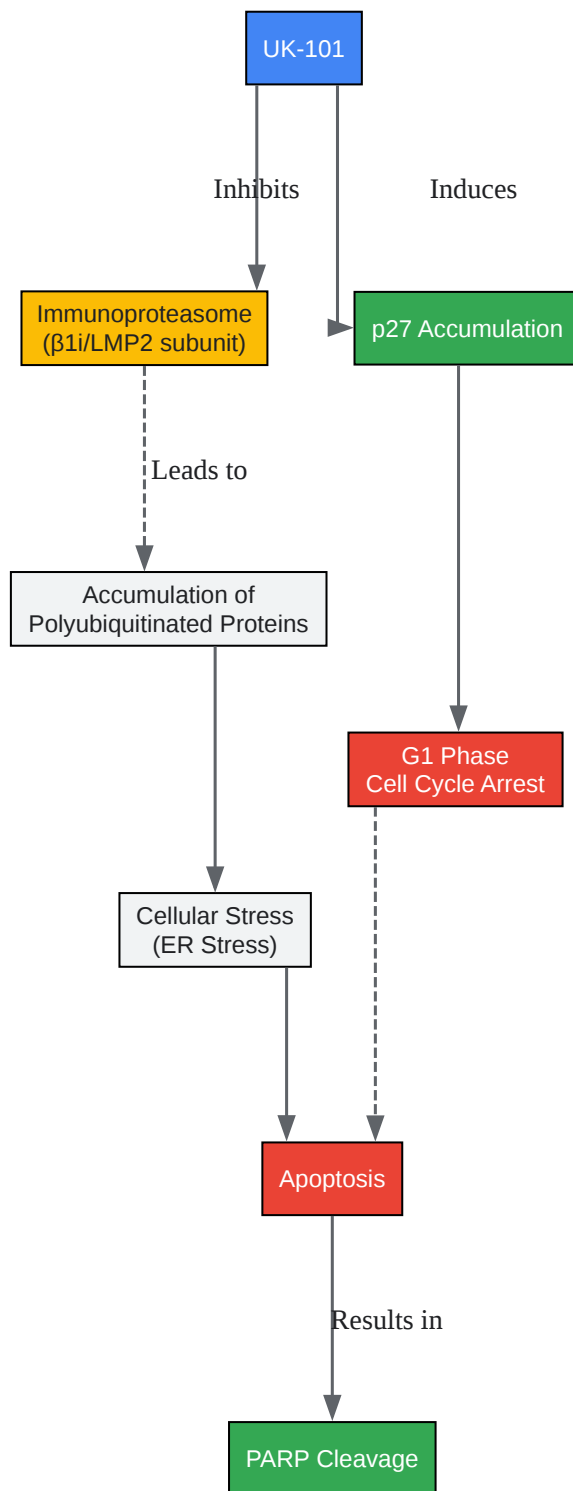 UK-101
Inhibits
Induces
Immunoproteasome
(β1i/LMP2 subunit)
p27 Accumulation
Leads to
Accumulation of
Polyubiquitinated Proteins
G1 Phase
Cell Cycle Arrest
Cellular Stress
(ER Stress)
Apoptosis
Results in
PARP Cleavage